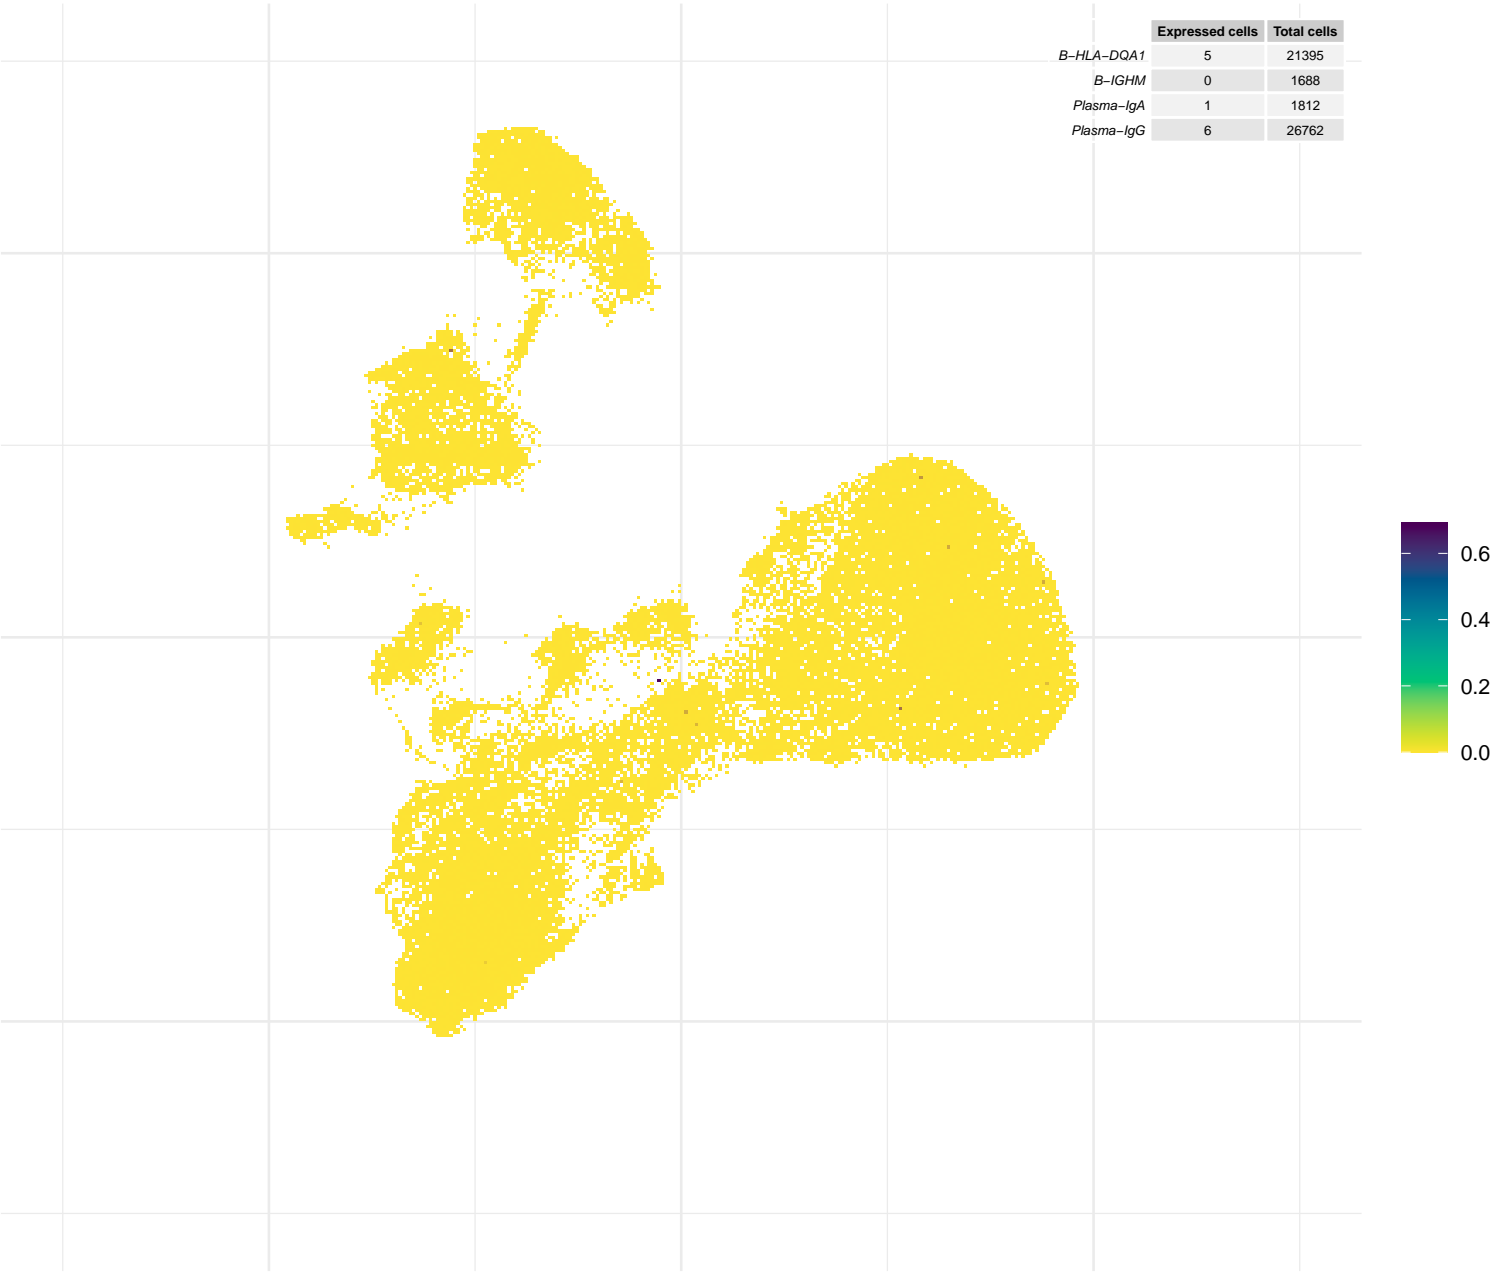 Expressed cells Total cells
B−HLA−DQA1 5 21395
B−IGHM 0 1688
Plasma−IgA 1 1812
Plasma−IgG 6 26762
0.6
0.4
0.2
0.0